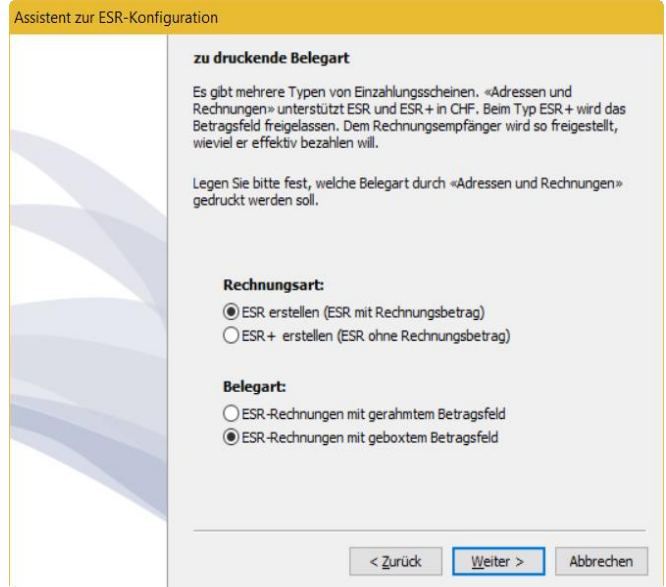 Assistent zur ESR-Konfiguration
zu druckende Belegart
Es gibt mehrere Typen von Einzahlungsscheinen. «Adressen und
Rechnungen» unterstützt ESR und ESR+ in CHF. Beim Typ ESR+ wird das
Betragsfeld freigelassen. Dem Rechnungsempfänger wird so freigestellt,
wieviel er effektiv bezahlen will.
Legen Sie bitte fest, welche Belegart durch «Adressen und Rechnungen»
gedruckt werden soll.
Rechnungsart:
ESR erstellen (ESR mit Rechnungsbetrag)
ESR+ erstellen (ESR ohne Rechnungsbetrag)
Belegart:
ESR-Rechnungen mit gerahmtem Betragsfeld
ESR-Rechnungen mit geboxtem Betragsfeld
< Zurück Weiter > Abbrechen